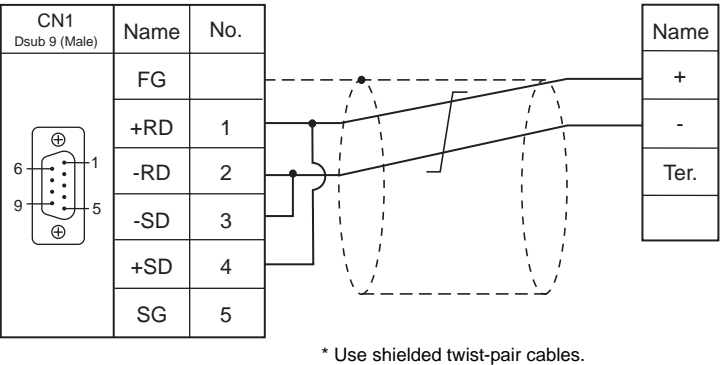 CN1
Dsub 9 (Male)
Name No.
FG
+RD 1
-RD 2
-SD 3
+SD 4
SG 5
6
1
9
5
Name
+
-
Ter.
* Use shielded twist-pair cables.